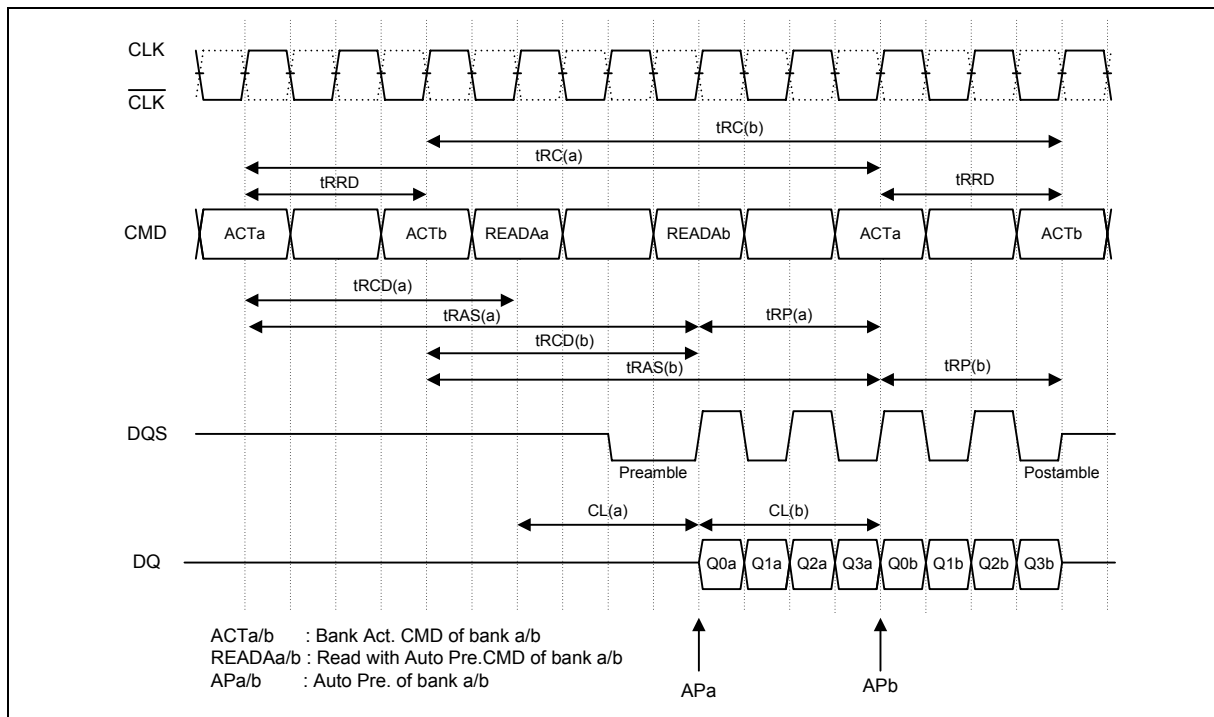 CLK
CLK
tRC(b)
tRC(a)
tRRD
tRRD
CMD
ACTa
ACTb
READAa
READAb
ACTa
ACTb
tRCD(a)
tRAS(a)
tRP(a)
tRCD(b)
tRAS(b)
tRP(b)
DQS
Preamble
Postamble
CL(a)
CL(b)
DQ
Q0a
Q1a
Q2a
Q3a
Q0b
Q1b
Q2b
Q3b
ACTa/b : Bank Act. CMD of bank a/b
READAa/b : Read with Auto Pre.CMD of bank a/b
APa/b : Auto Pre. of bank a/b
APa
APb